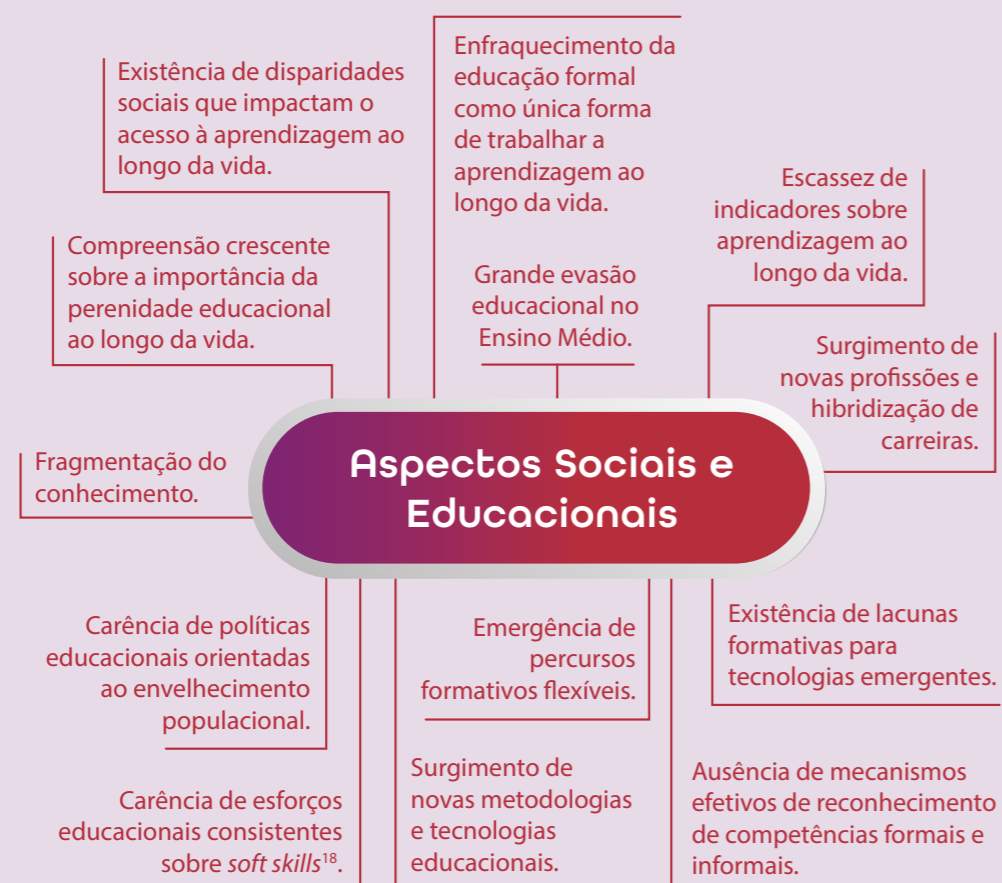 Existência de disparidades
sociais que impactam o
acesso à aprendizagem ao
longo da vida.
Enfraquecimento da
educação formal
como única forma
de trabalhar a
aprendizagem ao
longo da vida.
Escassez de
indicadores sobre
aprendizagem ao
longo da vida.
Compreensão crescente
sobre a importância da
perenidade educacional
ao longo da vida.
Grande evasão
educacional no
Ensino Médio.
Surgimento de
novas profissões e
hibridização de
carreiras.
Fragmentação do
conhecimento.
Aspectos Sociais e
Educacionais
Carência de políticas
educacionais orientadas
ao envelhecimento
populacional.
Emergência de
percursos
formativos flexíveis.
Existência de lacunas
formativas para
tecnologias emergentes.
Carência de esforços
educacionais consistentes
sobre soft skills¹⁸.
Surgimento de
novas metodologias
e tecnologias
educacionais.
Ausência de mecanismos
efetivos de reconhecimento
de competências formais e
informais.